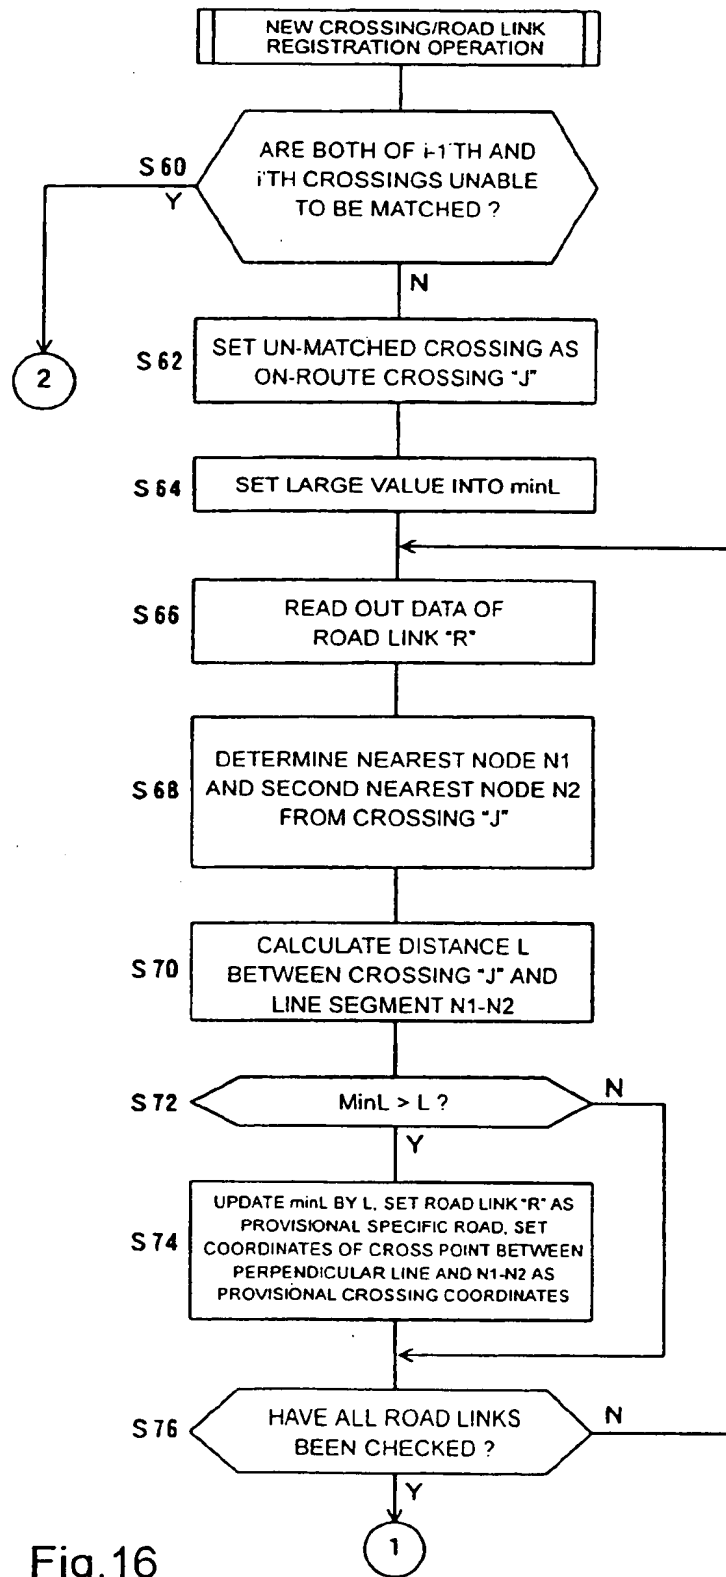 NEW CROSSING/ROAD LINK
REGISTRATION OPERATION
S60
ARE BOTH OF i-1'TH AND
i'TH CROSSINGS UNABLE
TO BE MATCHED ?
Y
N
2
S62
SET UN-MATCHED CROSSING AS
ON-ROUTE CROSSING "J"
S64
SET LARGE VALUE INTO minL
S66
READ OUT DATA OF
ROAD LINK "R"
S68
DETERMINE NEAREST NODE N1
AND SECOND NEAREST NODE N2
FROM CROSSING "J"
S70
CALCULATE DISTANCE L
BETWEEN CROSSING "J" AND
LINE SEGMENT N1-N2
S72
MinL > L ?
N
Y
S74
UPDATE minL BY L, SET ROAD LINK "R" AS
PROVISIONAL SPECIFIC ROAD, SET
COORDINATES OF CROSS POINT BETWEEN
PERPENDICULAR LINE AND N1-N2 AS
PROVISIONAL CROSSING COORDINATES
S76
HAVE ALL ROAD LINKS
BEEN CHECKED ?
N
Y
1
Fig.16